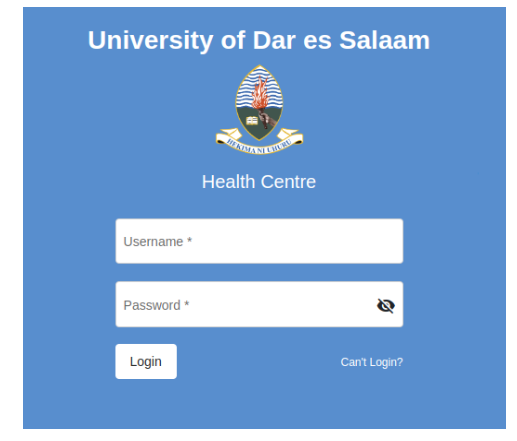 University of Dar es Salaam
HEKIMA NI UHURU
Health Centre
Username *
Password *
Login
Can't Login?